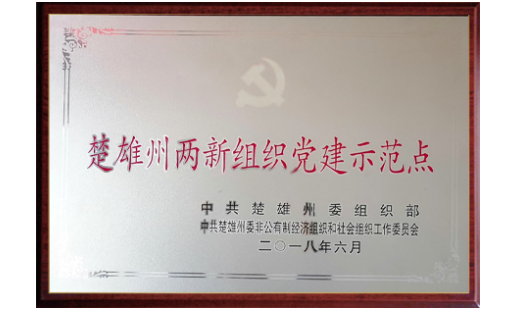 楚雄州两新组织党建示范点
中共楚雄州委组织部
中共楚雄州委非公有制经济组织和社会组织工作委员会
二〇一八年六月